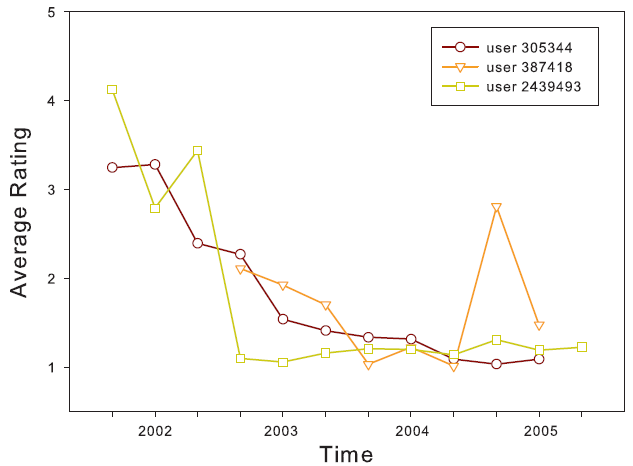 5
4
3
2
1
Average Rating
user 305344
user 387418
user 2439493
2002 2003 2004 2005
Time